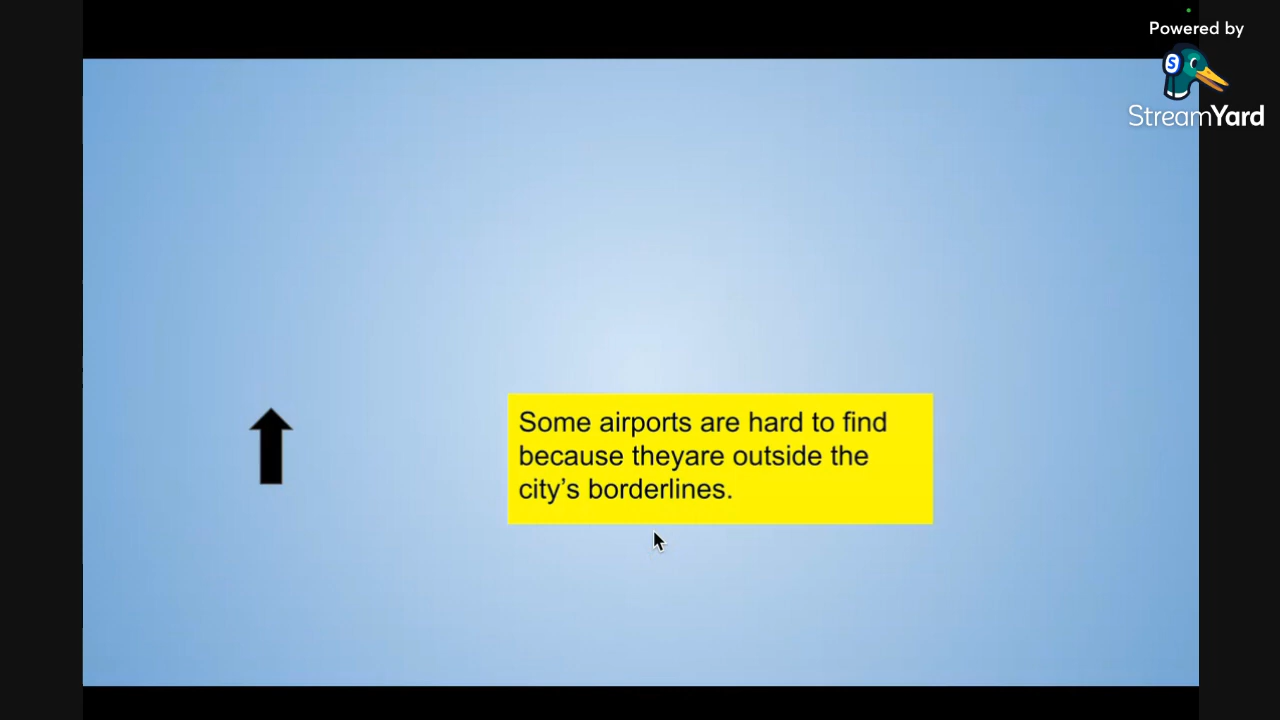 Powered by
S
StreamYard
Some airports are hard to find
because theyare outside the
city’s borderlines.